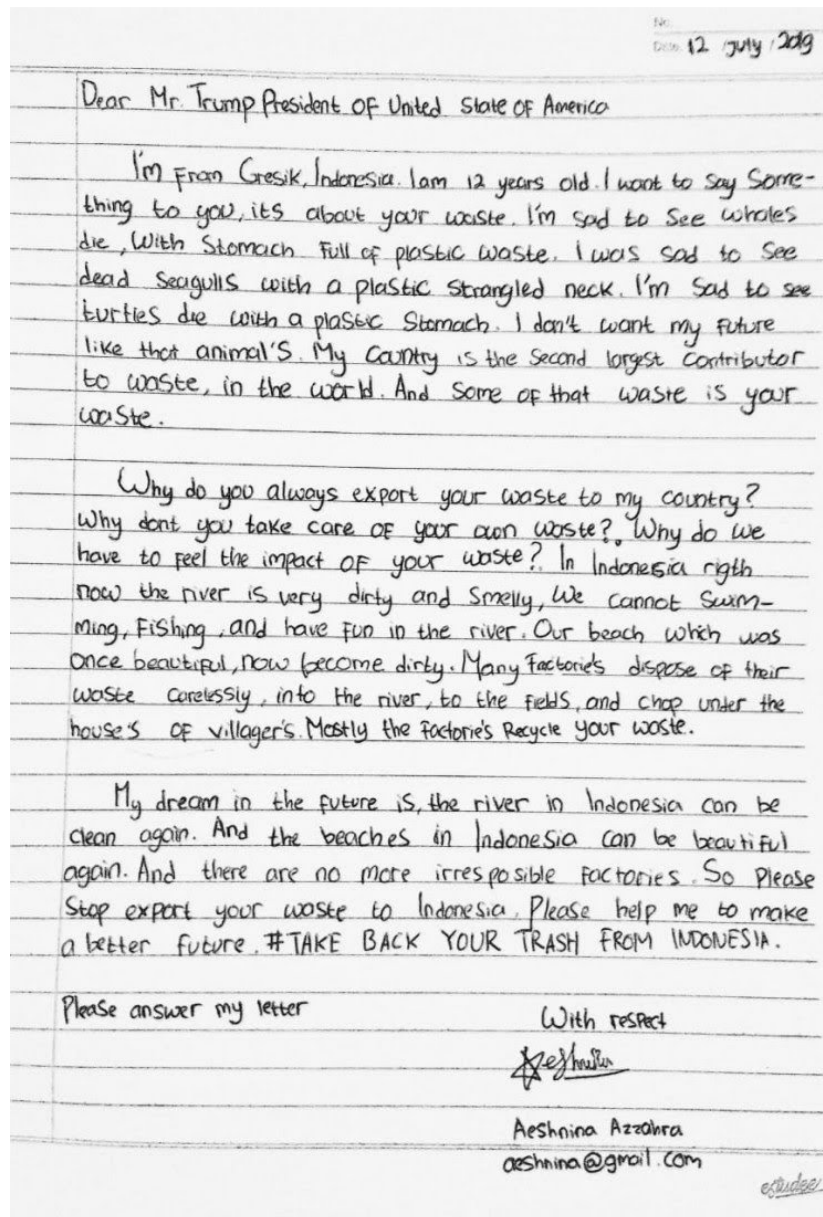 No.
Date. 12 July / 2019
Dear Mr. Trump President of United State of America
I'm From Gresik, Indonesia. I am 12 years old. I want to say Some-
thing to you, its about your waste. I'm sad to see whales
die, With Stomach Full of plastic waste. I was sad to see
dead Seagulls with a plastic strangled neck. I'm Sad to see
turtles die with a plastic Stomach. I don't want my future
like that animal's. My Country is the Second largest Contributor
to waste, in the world. And Some of that waste is your
waste.
Why do you always export your waste to my country?
Why dont you take care of your own waste?. Why do we
have to feel the impact of your waste? In Indonesia rigth
now the river is very dirty and Smelly, We cannot Swim-
ming, Fishing, and have fun in the river. Our beach which was
once beautiful, now become dirty. Many Factorie's dispose of their
waste carelessly, into the river, to the fields, and chop under the
house's of villager's. Mostly the factorie's Recycle your waste.
My dream in the future is, the river in Indonesia can be
clean again. And the beaches in Indonesia can be beautiful
again. And there are no more irresposible factories. So Please
Stop export your waste to Indonesia. Please help me to make
a better future. #TAKE BACK YOUR TRASH FROM INDONESIA.
Please answer my letter
With respect
Aeshnina Azzahra
aeshnina@gmail.com